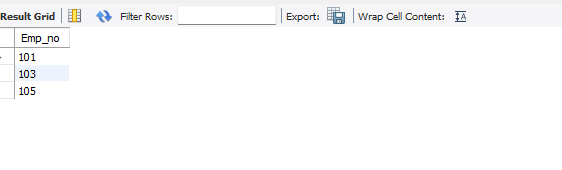 Result Grid Filter Rows: Export: Wrap Cell Content:
Emp_no
101
103
105